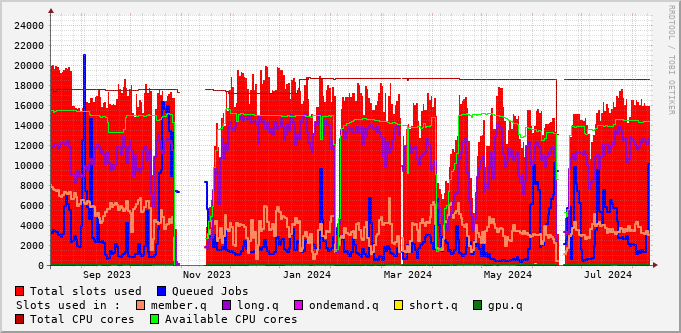 24000
22000
20000
18000
16000
14000
12000
10000
8000
6000
4000
2000
0
Sep 2023 Nov 2023 Jan 2024 Mar 2024 May 2024 Jul 2024
RRDTOOL / TOBI OETIKER
Total slots used Queued Jobs
Slots used in : member.q long.q ondemand.q short.q gpu.q
Total CPU cores Available CPU cores